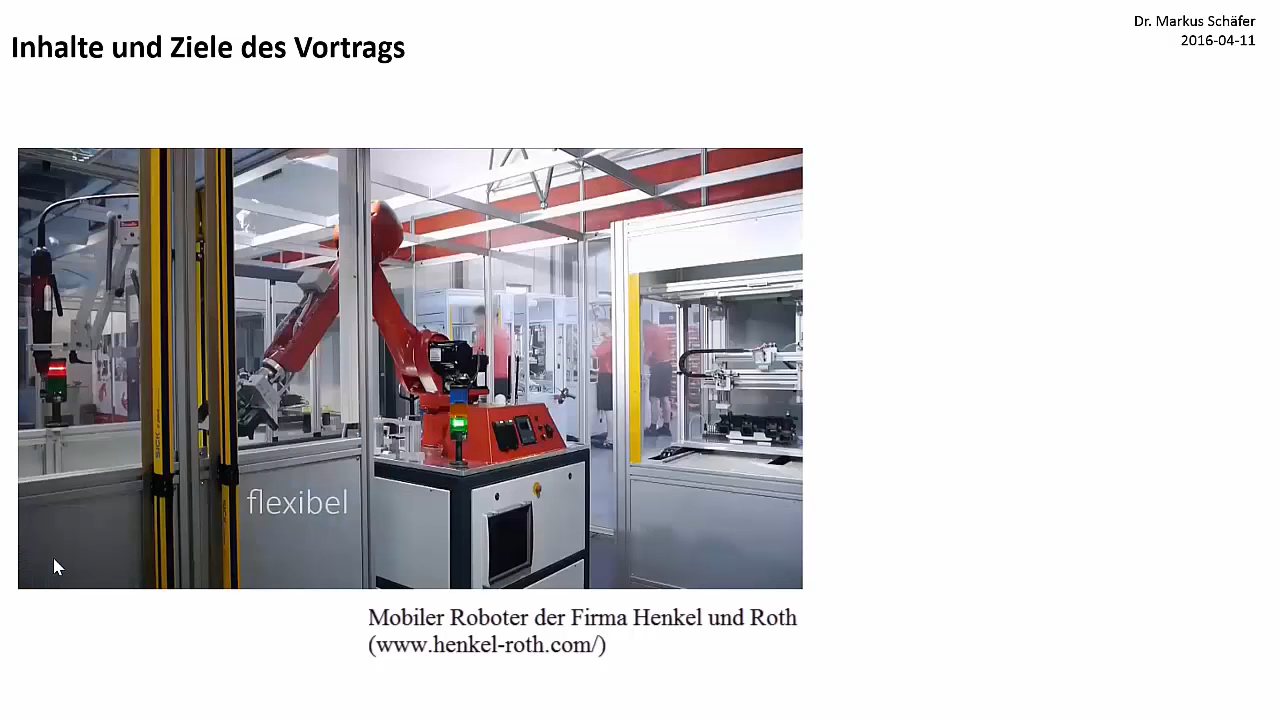 Dr. Markus Schäfer
2016-04-11
Inhalte und Ziele des Vortrags
SICK
flexibel
Mobiler Roboter der Firma Henkel und Roth
(www.henkel-roth.com/)